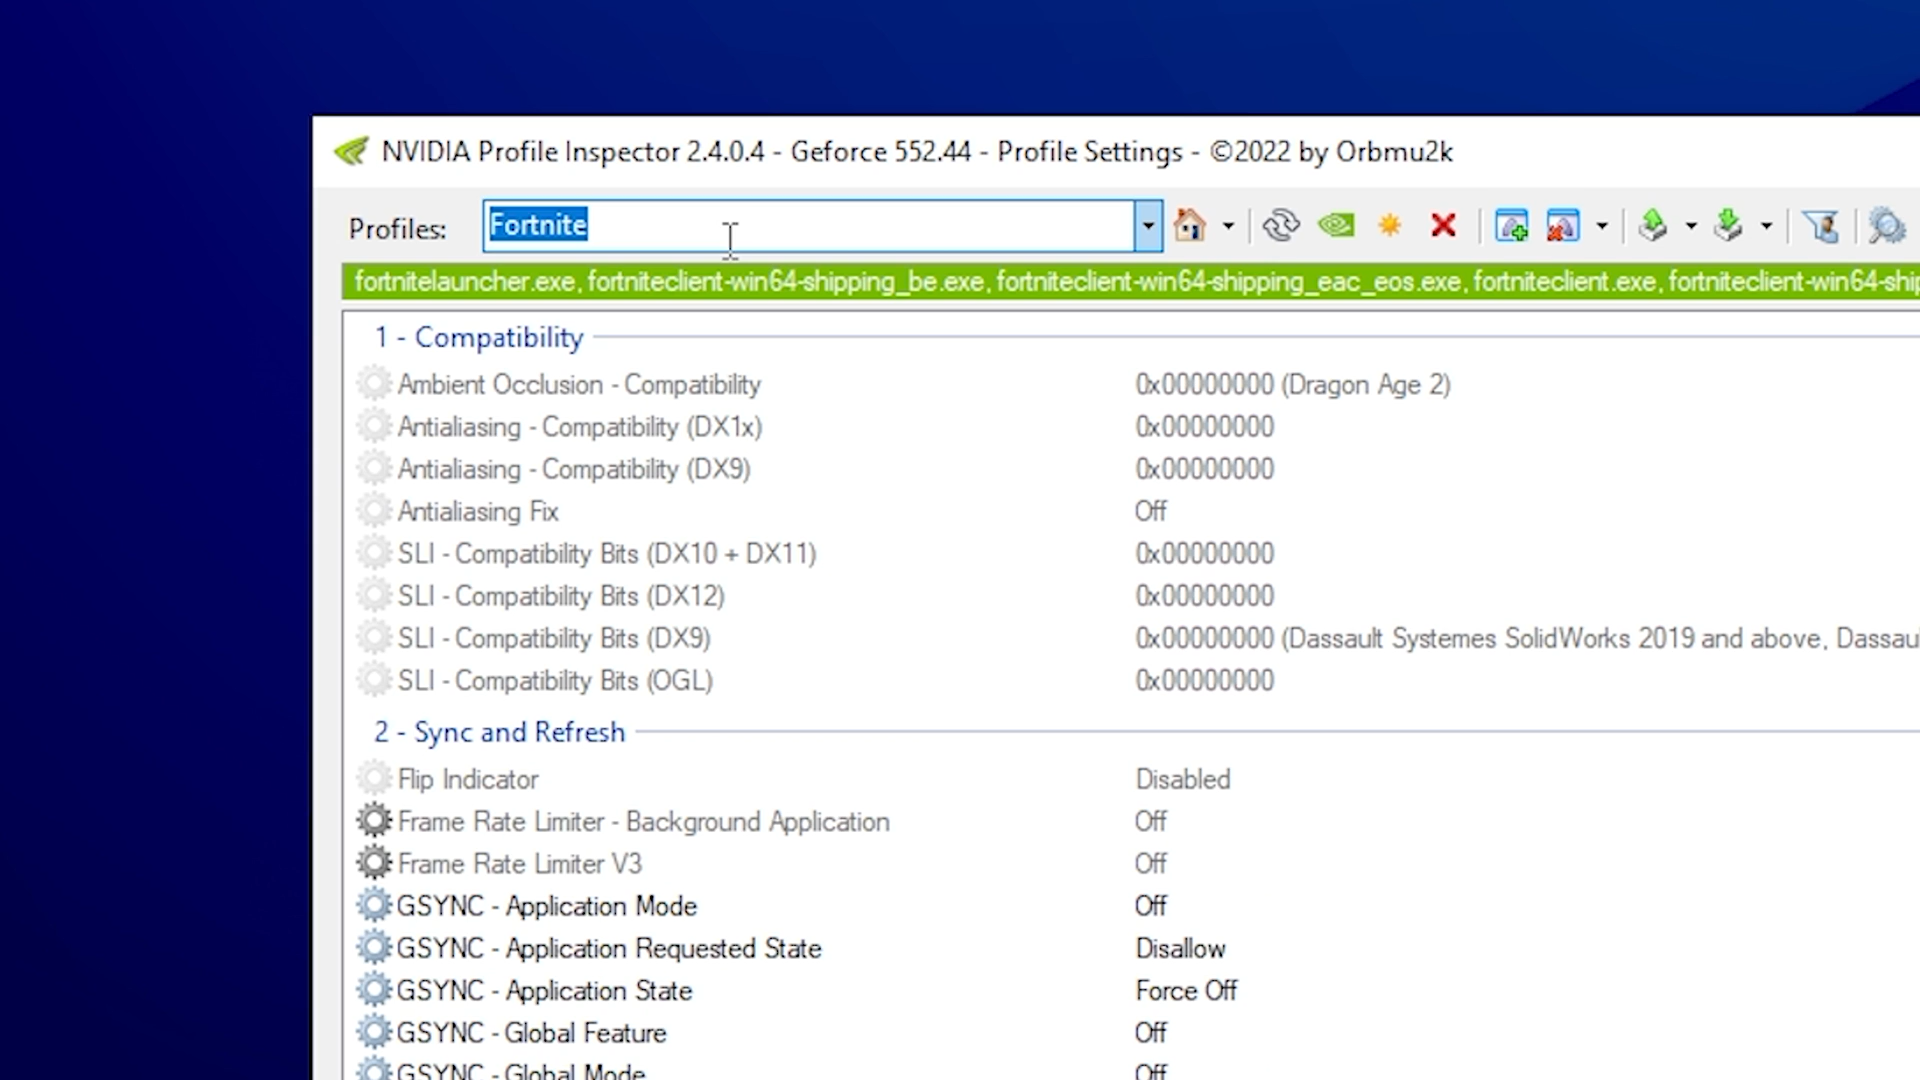 NVIDIA Profile Inspector 2.4.0.4 - Geforce 552.44 - Profile Settings - ©2022 by Orbmu2k
Profiles: Fortnite
fortnitelauncher.exe, fortniteclient-win64-shipping_be.exe, fortniteclient-win64-shipping_eac_eos.exe, fortniteclient.exe, fortniteclient-win64-ship
1 - Compatibility
Ambient Occlusion - Compatibility 0x00000000 (Dragon Age 2)
Antialiasing - Compatibility (DX1x) 0x00000000
Antialiasing - Compatibility (DX9) 0x00000000
Antialiasing Fix Off
SLI - Compatibility Bits (DX10 + DX11) 0x00000000
SLI - Compatibility Bits (DX12) 0x00000000
SLI - Compatibility Bits (DX9) 0x00000000 (Dassault Systemes SolidWorks 2019 and above, Dassau
SLI - Compatibility Bits (OGL) 0x00000000
2 - Sync and Refresh
Flip Indicator Disabled
Frame Rate Limiter - Background Application Off
Frame Rate Limiter V3 Off
GSYNC - Application Mode Off
GSYNC - Application Requested State Disallow
GSYNC - Application State Force Off
GSYNC - Global Feature Off
GSYNC - Global Mode Off